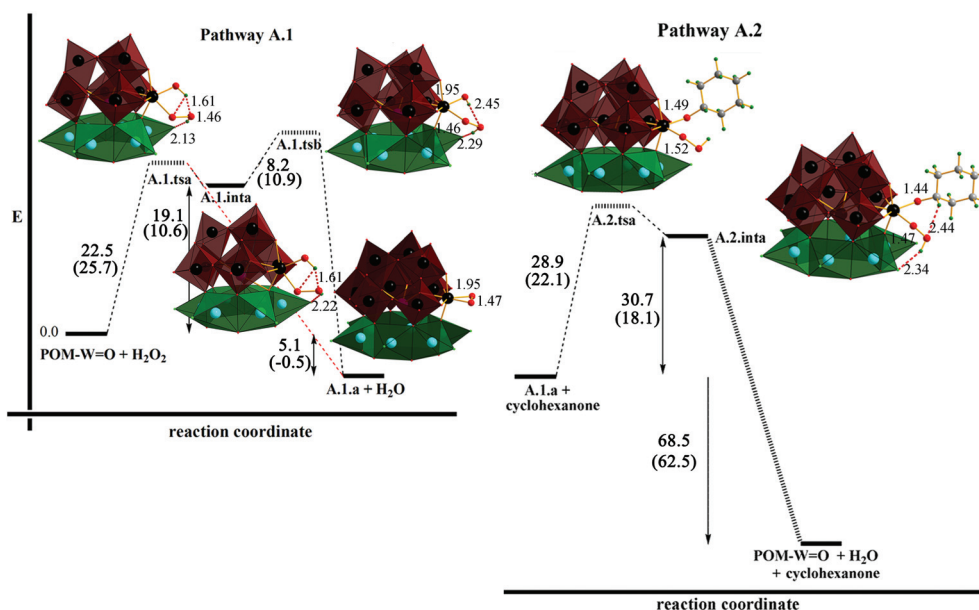 Pathway A.1
Pathway A.2
1.61
1.46
2.13
1.95
2.45
1.46
2.29
A.1.tsb
A.1.tsa
8.2
(10.9)
A.1.inta
E
19.1
(10.6)
22.5
(25.7)
1.61
2.22
1.95
1.47
0.0
POM-W=O + H₂O₂
5.1
(-0.5)
A.1.a + H₂O
reaction coordinate
1.49
1.52
A.2.tsa
A.2.inta
1.44
2.44
1.47
2.34
28.9
(22.1)
30.7
(18.1)
A.1.a +
cyclohexanone
68.5
(62.5)
POM-W=O + H₂O
+ cyclohexanone
reaction coordinate